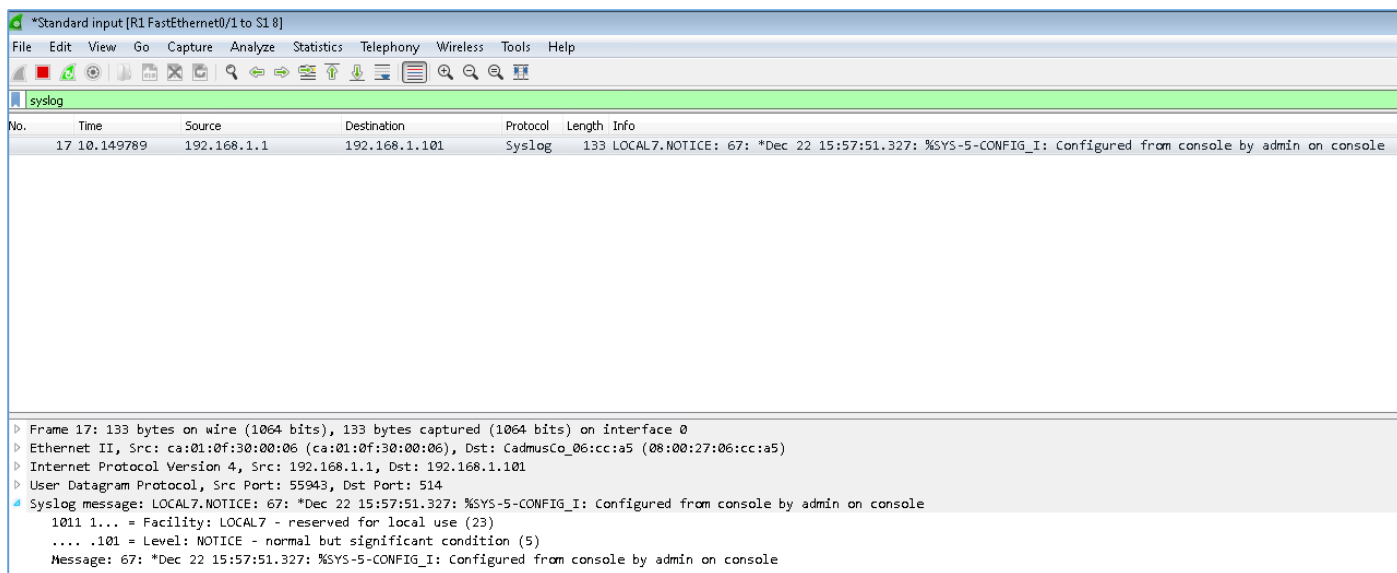 *Standard input [R1 FastEthernet0/1 to S1 8]
File Edit View Go Capture Analyze Statistics Telephony Wireless Tools Help
syslog
No. Time Source Destination Protocol Length Info
17 10.149789 192.168.1.1 192.168.1.101 Syslog 133 LOCAL7.NOTICE: 67: *Dec 22 15:57:51.327: %SYS-5-CONFIG_I: Configured from console by admin on console
Frame 17: 133 bytes on wire (1064 bits), 133 bytes captured (1064 bits) on interface 0
Ethernet II, Src: ca:01:0f:30:00:06 (ca:01:0f:30:00:06), Dst: CadmusCo_06:cc:a5 (08:00:27:06:cc:a5)
Internet Protocol Version 4, Src: 192.168.1.1, Dst: 192.168.1.101
User Datagram Protocol, Src Port: 55943, Dst Port: 514
Syslog message: LOCAL7.NOTICE: 67: *Dec 22 15:57:51.327: %SYS-5-CONFIG_I: Configured from console by admin on console
1011 1... = Facility: LOCAL7 - reserved for local use (23)
.... .101 = Level: NOTICE - normal but significant condition (5)
Message: 67: *Dec 22 15:57:51.327: %SYS-5-CONFIG_I: Configured from console by admin on console